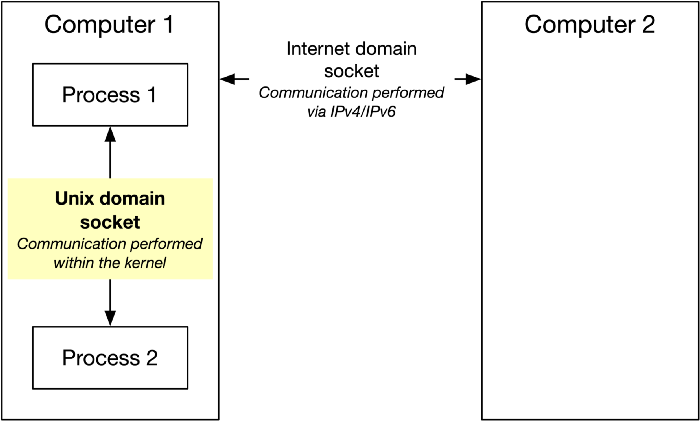 Computer 1
Process 1
Unix domain
socket
Communication performed
within the kernel
Process 2
Internet domain
socket
Communication performed
via IPv4/IPv6
Computer 2